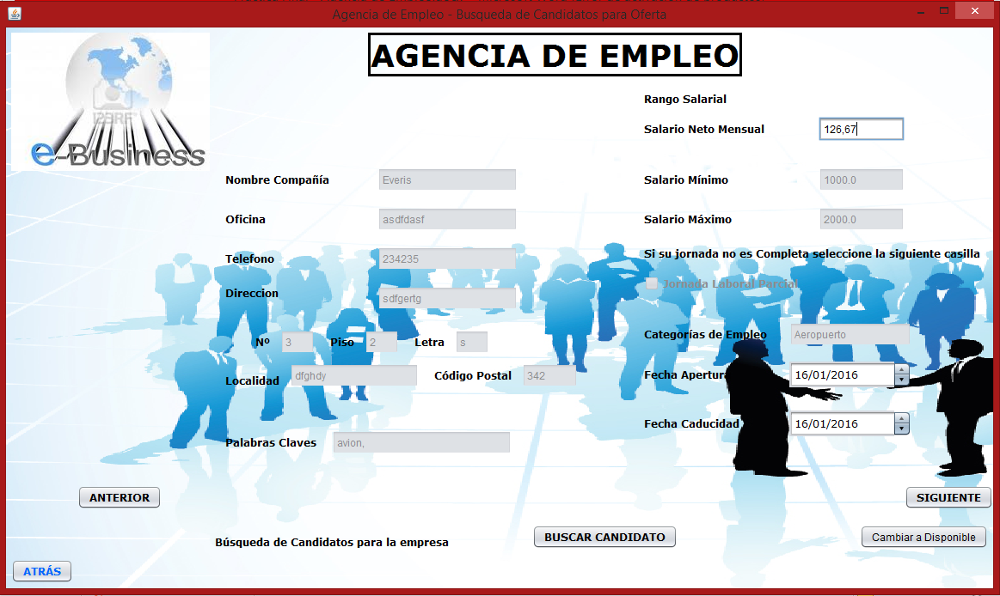 Agencia de Empleo - Busqueda de Candidatos para Oferta
AGENCIA DE EMPLEO
123RF
e-Business
Rango Salarial
Salario Neto Mensual 126,67
Nombre Compañía Everis
Salario Mínimo 1000.0
Oficina asdfdasf
Salario Máximo 2000.0
Telefono 234235
Si su jornada no es Completa seleccione la siguiente casilla
Jornada Laboral Parcial
Direccion sdfgertg
Nº 3 Piso 2 Letra s
Categorías de Empleo Aeropuerto
Localidad dfghdy Código Postal 342
Fecha Apertura 16/01/2016
Fecha Caducidad 16/01/2016
Palabras Claves avion,
ANTERIOR
SIGUIENTE
Búsqueda de Candidatos para la empresa
BUSCAR CANDIDATO
Cambiar a Disponible
ATRÁS